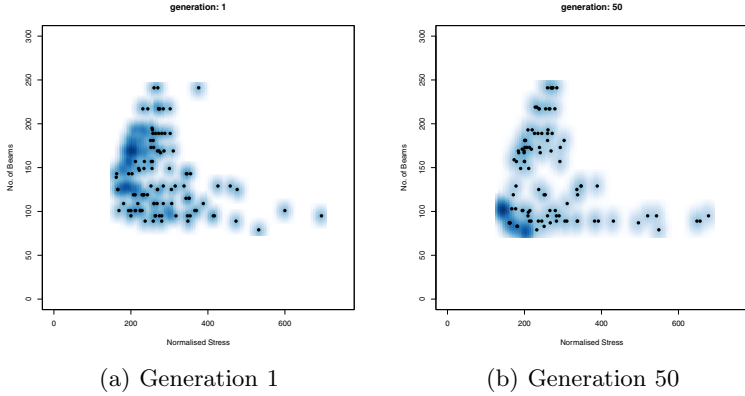 generation: 1
300
250
200
150
100
50
0
No. of Beams
0
200
400
600
Normalised Stress
(a) Generation 1
generation: 50
300
250
200
150
100
50
0
No. of Beams
0
200
400
600
Normalised Stress
(b) Generation 50